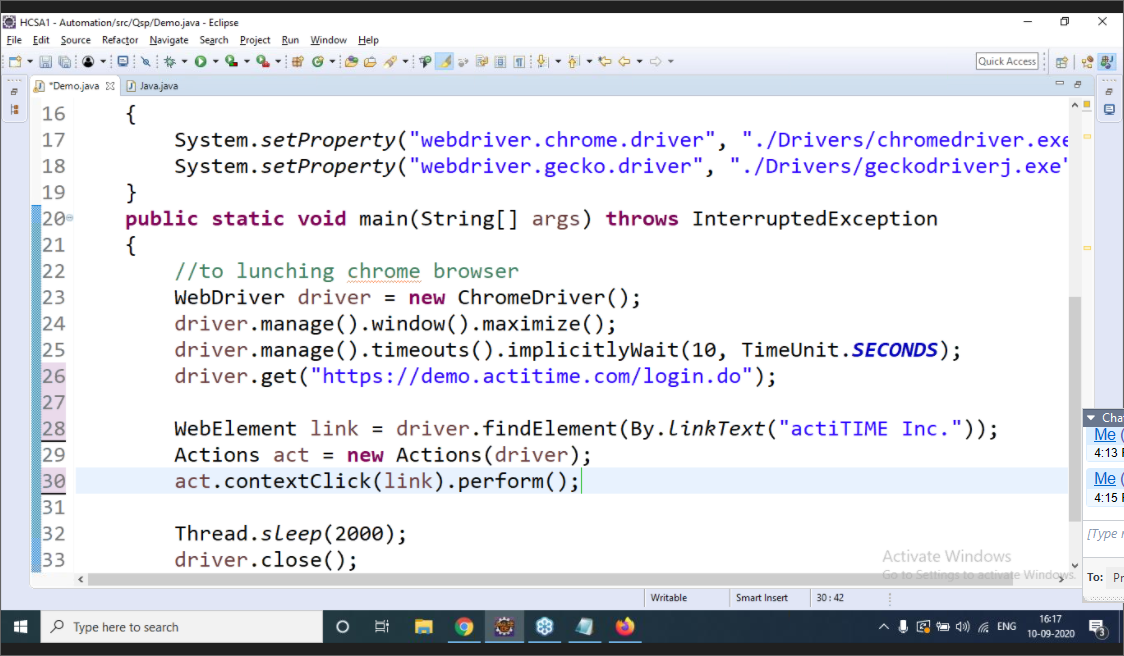 HCSA1 - Automation/src/Qsp/Demo.java - Eclipse
File Edit Source Refactor Navigate Search Project Run Window Help
Quick Access
*Demo.java Java.java
16 {
17 System.setProperty("webdriver.chrome.driver", "./Drivers/chromedriver.exe
18 System.setProperty("webdriver.gecko.driver", "./Drivers/geckodriverj.exe"
19 }
20 public static void main(String[] args) throws InterruptedException
21 {
22 //to lunching chrome browser
23 WebDriver driver = new ChromeDriver();
24 driver.manage().window().maximize();
25 driver.manage().timeouts().implicitlyWait(10, TimeUnit.SECONDS);
26 driver.get("https://demo.actitime.com/login.do");
27
28 WebElement link = driver.findElement(By.linkText("actiTIME Inc."));
29 Actions act = new Actions(driver);
30 act.contextClick(link).perform();
31
32 Thread.sleep(2000);
33 driver.close();
Cha
Me (
4:13
Me (
4:15
[Type
To: Pr
Activate Windows
Go to Settings to activate Windows.
Writable Smart Insert 30 : 42
Type here to search
ENG
16:17
10-09-2020
3